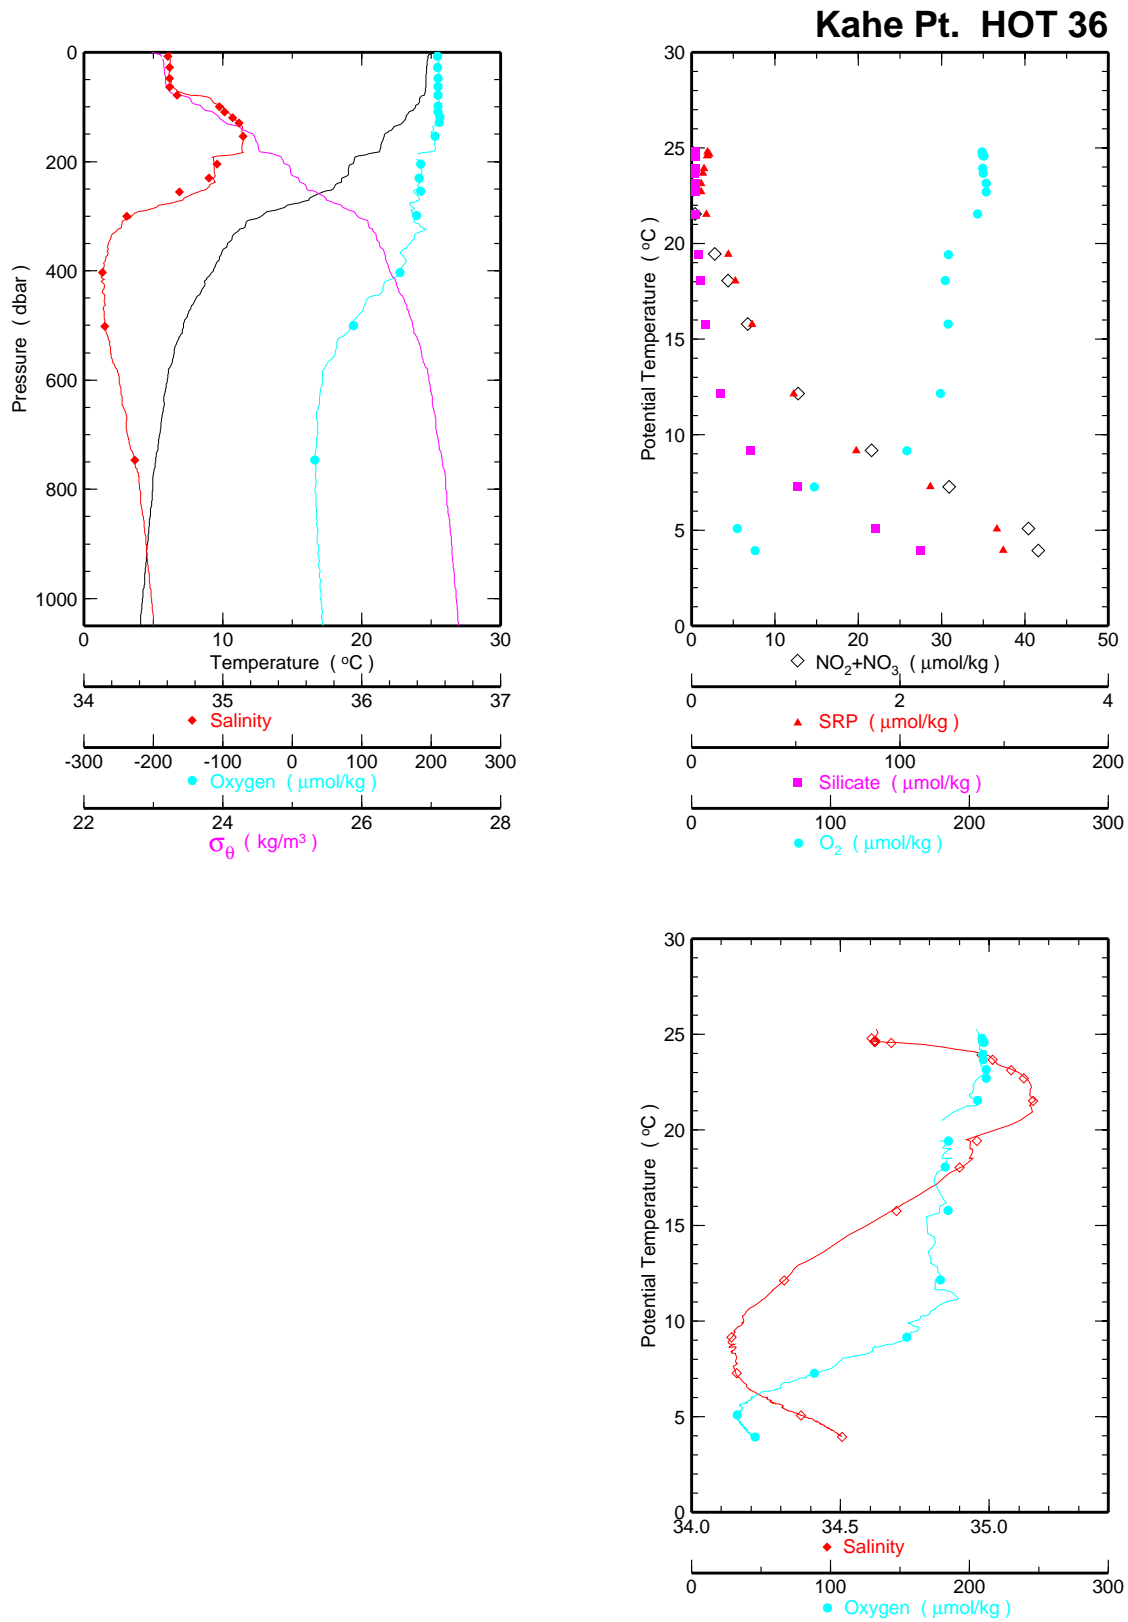 Kahe Pt.  HOT 36
0
200
400
600
800
1000
Pressure ( dbar)
0 10 20 30
Temperature ( °C)
34 35 36 37
Salinity
-300 -200 -100 0 100 200 300
Oxygen ( μmol/kg )
22 24 26 28
σθ ( kg/m³ )
30
25
20
15
10
5
0
Potential Temperature ( °C)
0 10 20 30 40 50
NO₂+NO₃ ( μmol/kg)
0 2 4
SRP ( μmol/kg )
0 100 200
Silicate ( μmol/kg)
0 100 200 300
O₂ ( μmol/kg)
30
25
20
15
10
5
0
Potential Temperature ( °C)
34.0 34.5 35.0
Salinity
0 100 200 300
Oxygen ( μmol/kg)